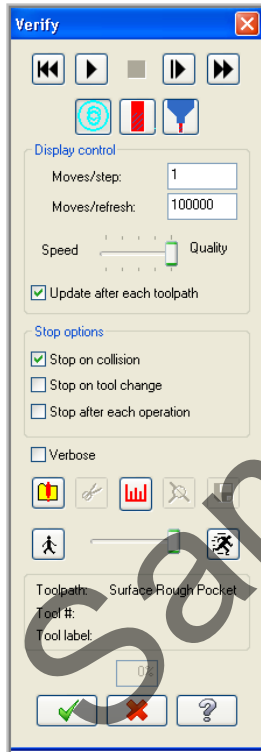 Verify
Display control
Moves/step: 1
Moves/refresh: 100000
Speed Quality
Update after each toolpath
Stop options
Stop on collision
Stop on tool change
Stop after each operation
Verbose
Toolpath: Surface Rough Pocket
Tool #:
Tool label:
0%
Sam